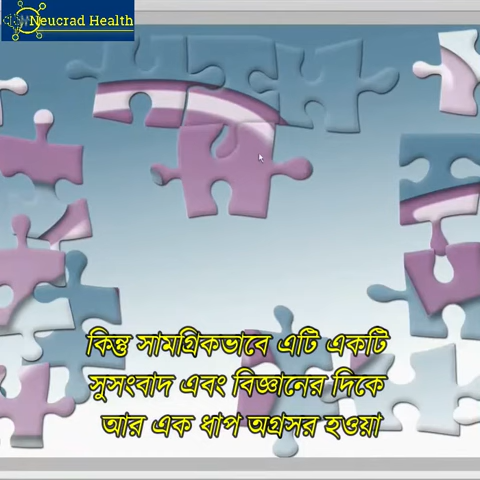 Neucrad Health
কিন্তু সামগ্রিকভাবে এটি একটি
সুসংবাদ এবং বিজ্ঞানের দিকে
আর এক ধাপ অগ্রসর হওয়া